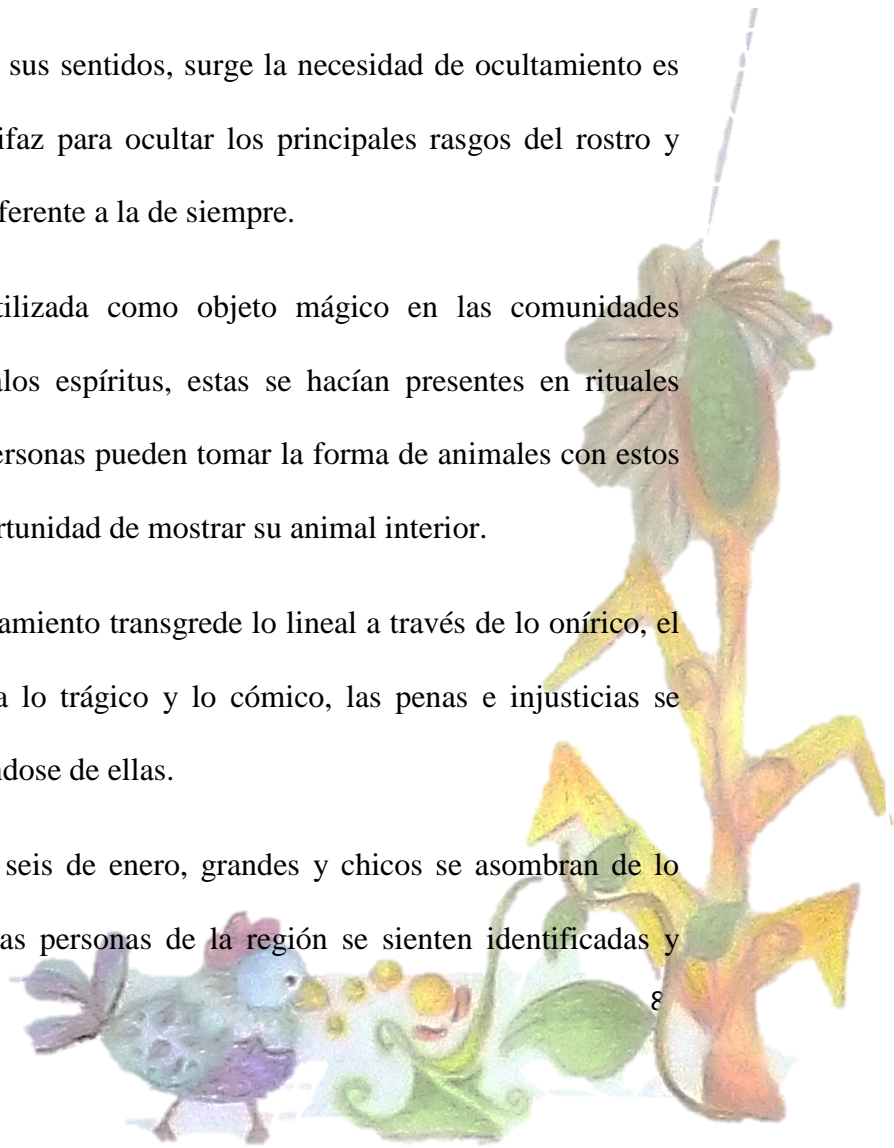 sus sentidos, surge la necesidad de ocultamiento es
ifaz para ocultar los principales rasgos del rostro y
ferente a la de siempre.
tilizada como objeto mágico en las comunidades
alos espíritus, estas se hacían presentes en rituales
ersonas pueden tomar la forma de animales con estos
rtunidad de mostrar su animal interior.
amiento transgrede lo lineal a través de lo onírico, el
a lo trágico y lo cómico, las penas e injusticias se
ndose de ellas.
seis de enero, grandes y chicos se asombran de lo
as personas de la región se sienten identificadas y
8